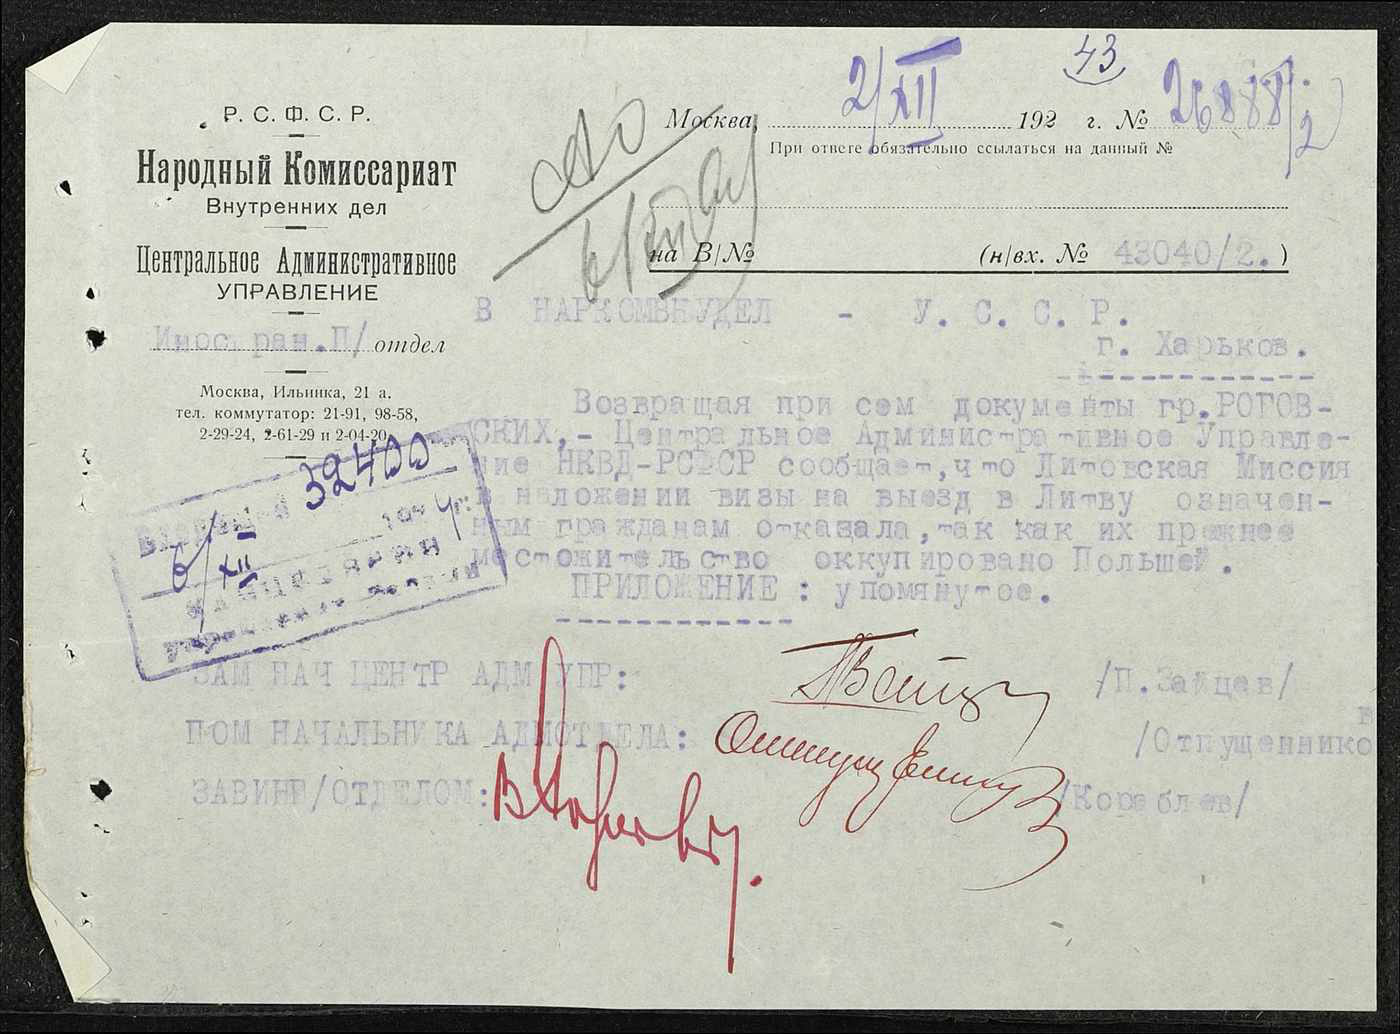 43
Р. С. Ф. С. Р.
Народный Комиссариат
Внутренних дел
Центральное Административное
УПРАВЛЕНИЕ
Иностран.П/ отдел
Москва, Ильинка, 21 а.
тел. коммутатор: 21-91, 98-58,
2-29-24, 2-61-29 и 2-04-20
Москва, 2/XII 192 г. № 26888/2
При ответе обязательно ссылаться на данный №
на В/№ (н/вх. № 43040/2. )
В НАРКОМВНУДЕЛ - У. С. С. Р.
г. Харьков.
Возвращая при сем документы гр.РОГОВ-
СКИХ,- Центральное Административное Управле-
ние НКВД-РСФСР сообщает,что Литовская Миссия
в наложении визы на выезд в Литву означен-
ным гражданам отказала,так как их прежнее
местожительство оккупировано Польшей.
ПРИЛОЖЕНИЕ: упомянутое.
32400
6/XII
ЗАМ НАЧ ЦЕНТР АДМ УПР: /П.Зайцев/
ПОМ НАЧАЛЬНИКА АДМОТДЕЛА: /Отпущенников
ЗАВИНЕ/ОТДЕЛОМ: /Кораблев/